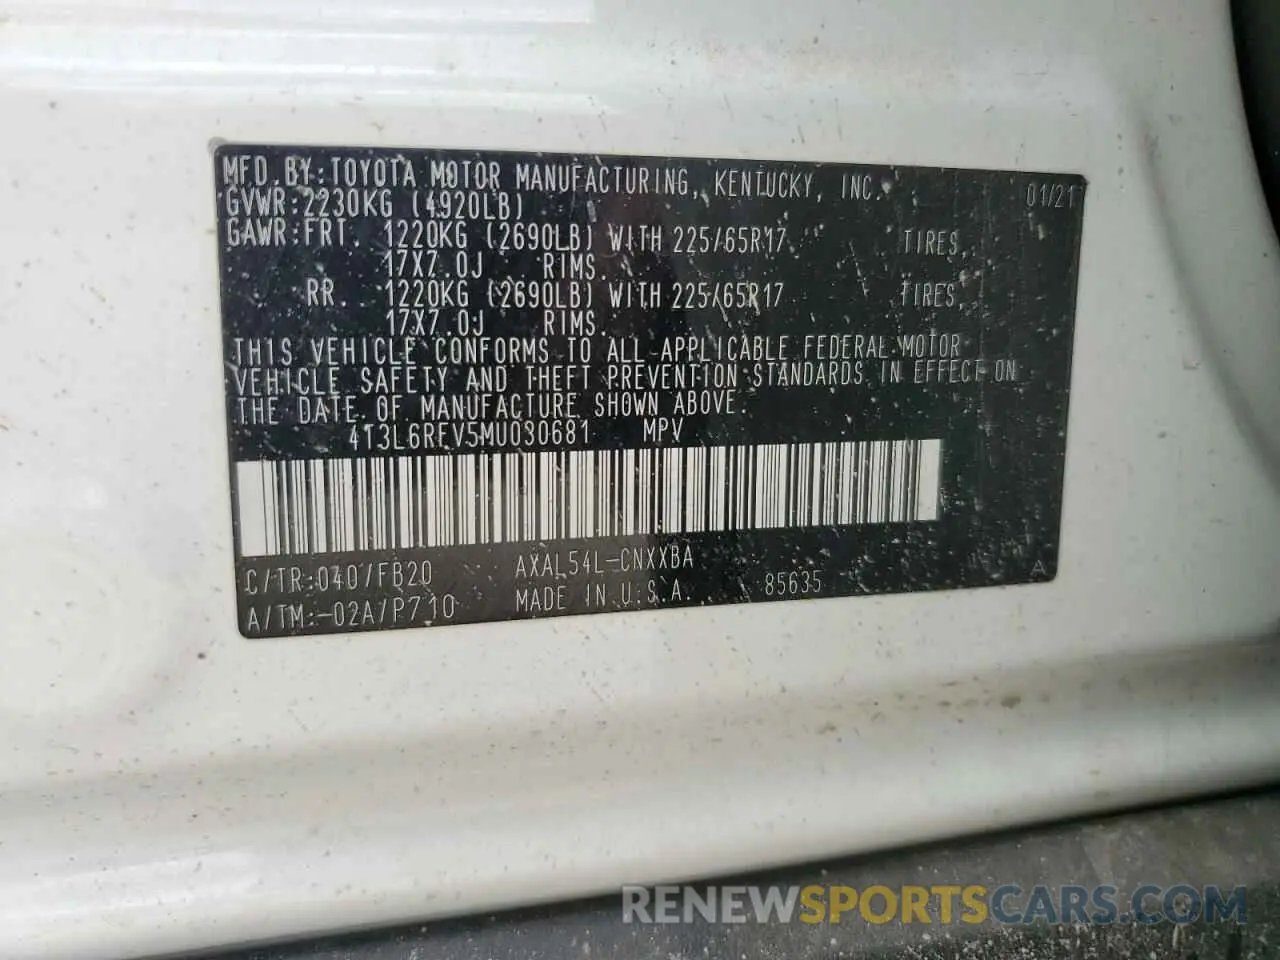 MFD.BY:TOYOTA MOTOR MANUFACTURING, KENTUCKY, INC. 01/21
GVWR:2230KG (4920LB)
GAWR:FRT. 1220KG (2690LB) WITH 225/65R17 TIRES,
17X7.0J RIMS.
RR. 1220KG (2690LB) WITH 225/65R17 TIRES,
17X7.0J RIMS.
THIS VEHICLE CONFORMS TO ALL APPLICABLE FEDERAL MOTOR
VEHICLE SAFETY AND THEFT PREVENTION STANDARDS IN EFFECT ON
THE DATE OF MANUFACTURE SHOWN ABOVE.
4T3L6RFV5MU030681 MPV
C/TR:040/FB20 AXAL54L-CNXXBA
A/TM:-02A/P710 MADE IN U.S.A. 85635 A
RENEWSPORTSCARS.COM